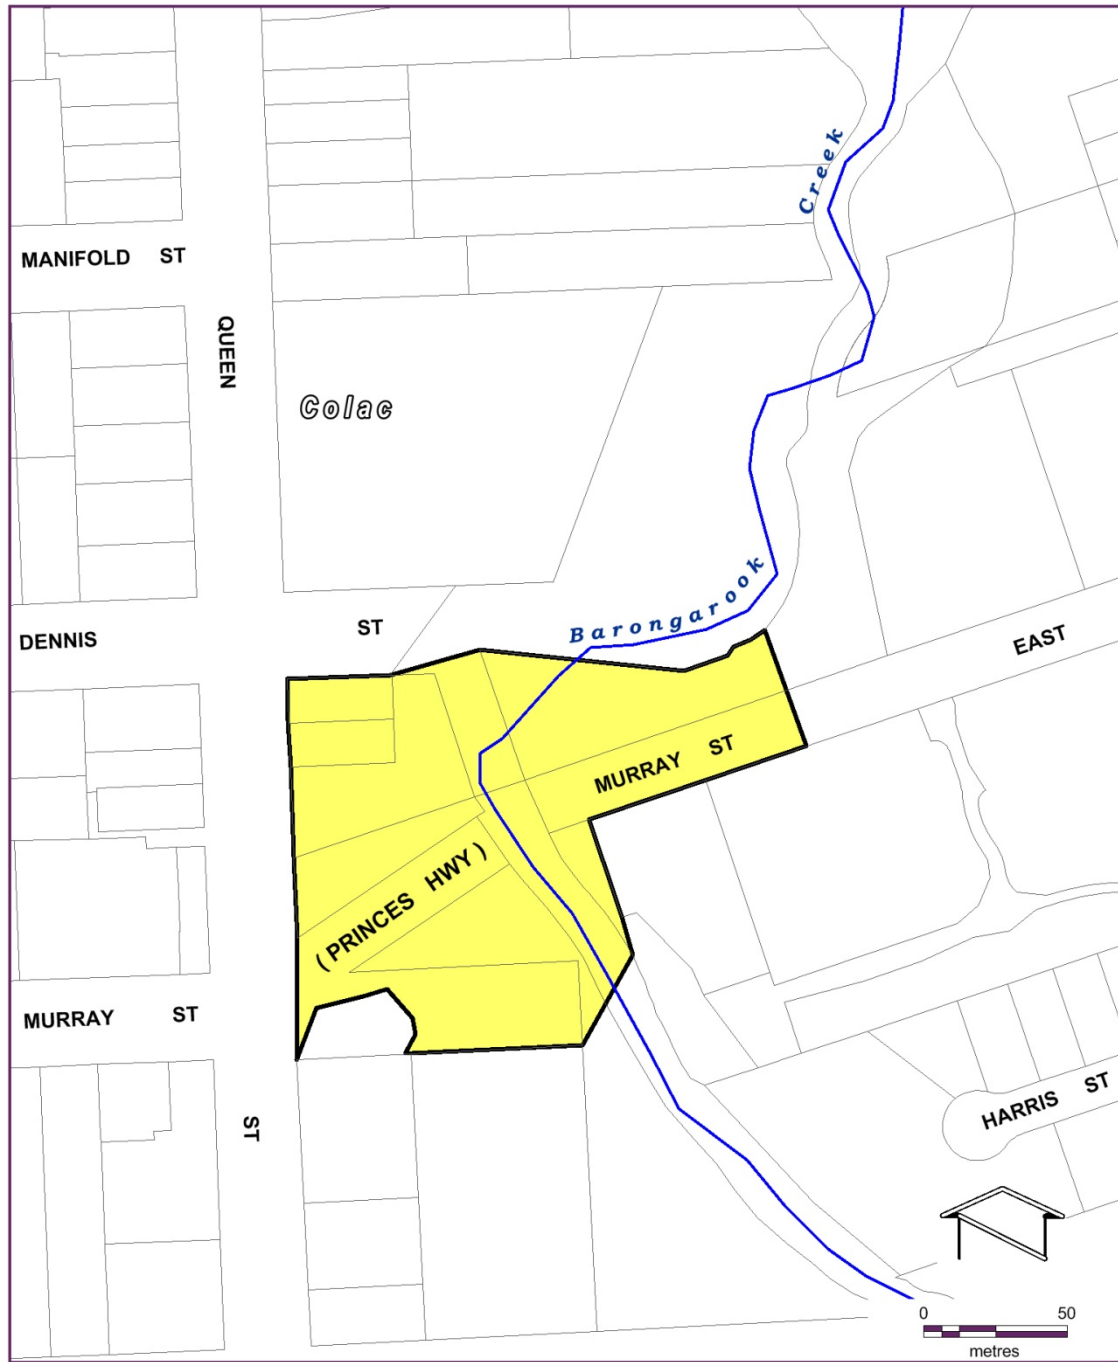 Creek
MANIFOLD ST
QUEEN
Colac
Barongarook
DENNIS ST
EAST
MURRAY ST
( PRINCES HWY )
MURRAY ST
ST
HARRIS ST
0 50
metres